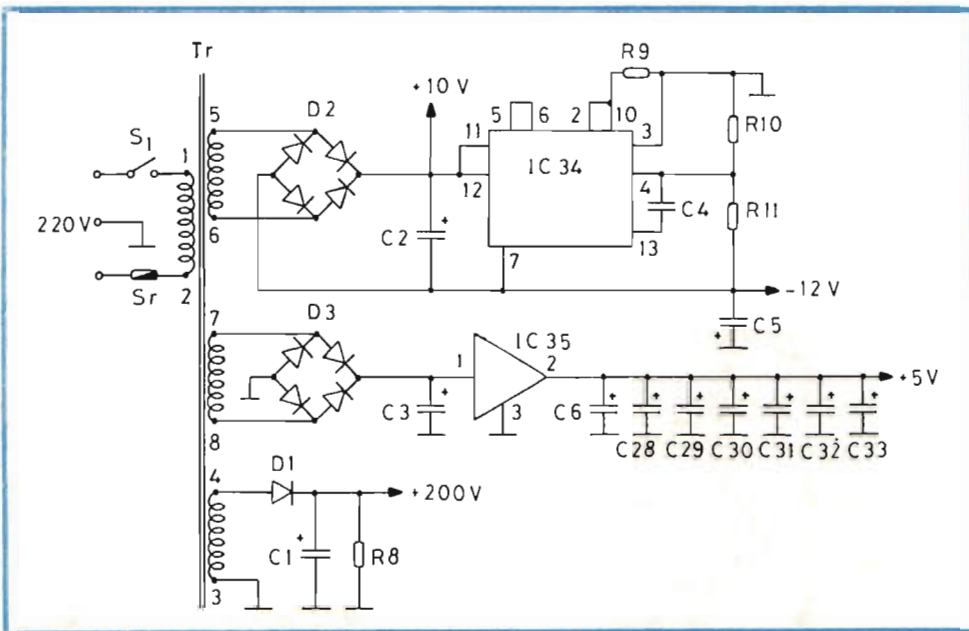 Tr
R9
+10 V
D2
5
6
2
10
S1
1
5
11
3
R10
IC 34
12
4
C4
R11
220 V
6
C2
13
7
Sr
2
-12 V
7
D3
C5
IC 35
1
2
+5V
C3
3
C6
C28 C29 C30 C31 C32 C33
8
4
D1
+200V
C1
R8
3